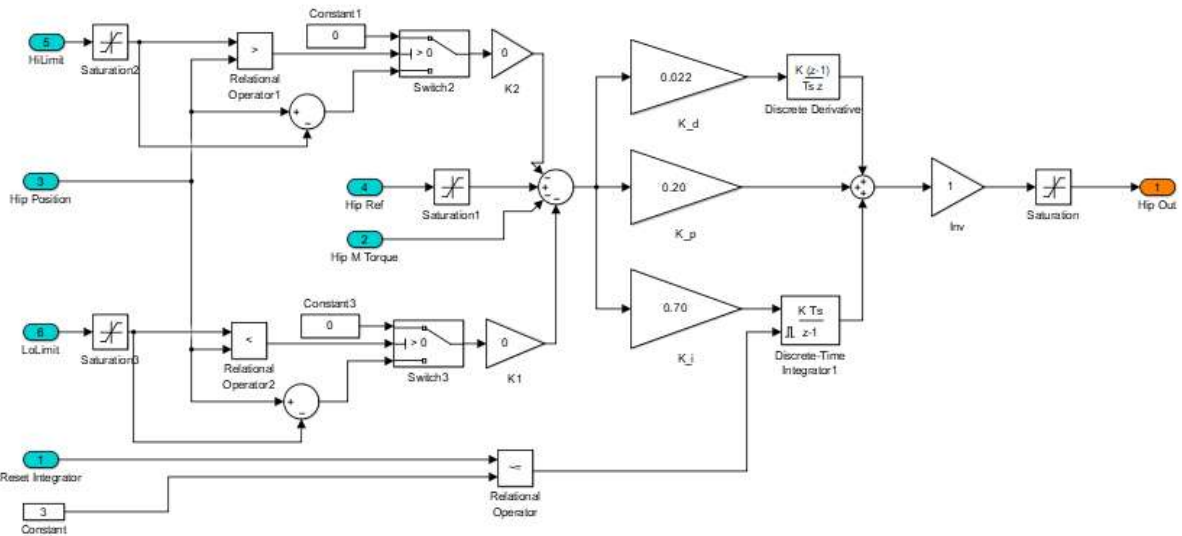 Constant1
0
5
HiLimit
Saturation2
>
Relational
Operator1
> 0
Switch2
0
K2
+
−
0.022
K_d
K (z-1)
Ts z
Discrete Derivative
3
Hip Position
4
Hip Ref
Saturation1
2
Hip M Torque
−
+
−
−
0.20
K_p
+
+
+
1
Inv
Saturation
1
Hip Out
6
LoLimit
Saturation3
<
Relational
Operator2
Constant3
0
> 0
Switch3
0
K1
+
−
0.70
K_i
K Ts
z-1
Discrete-Time
Integrator1
1
Reset Integrator
3
Constant
~=
Relational
Operator